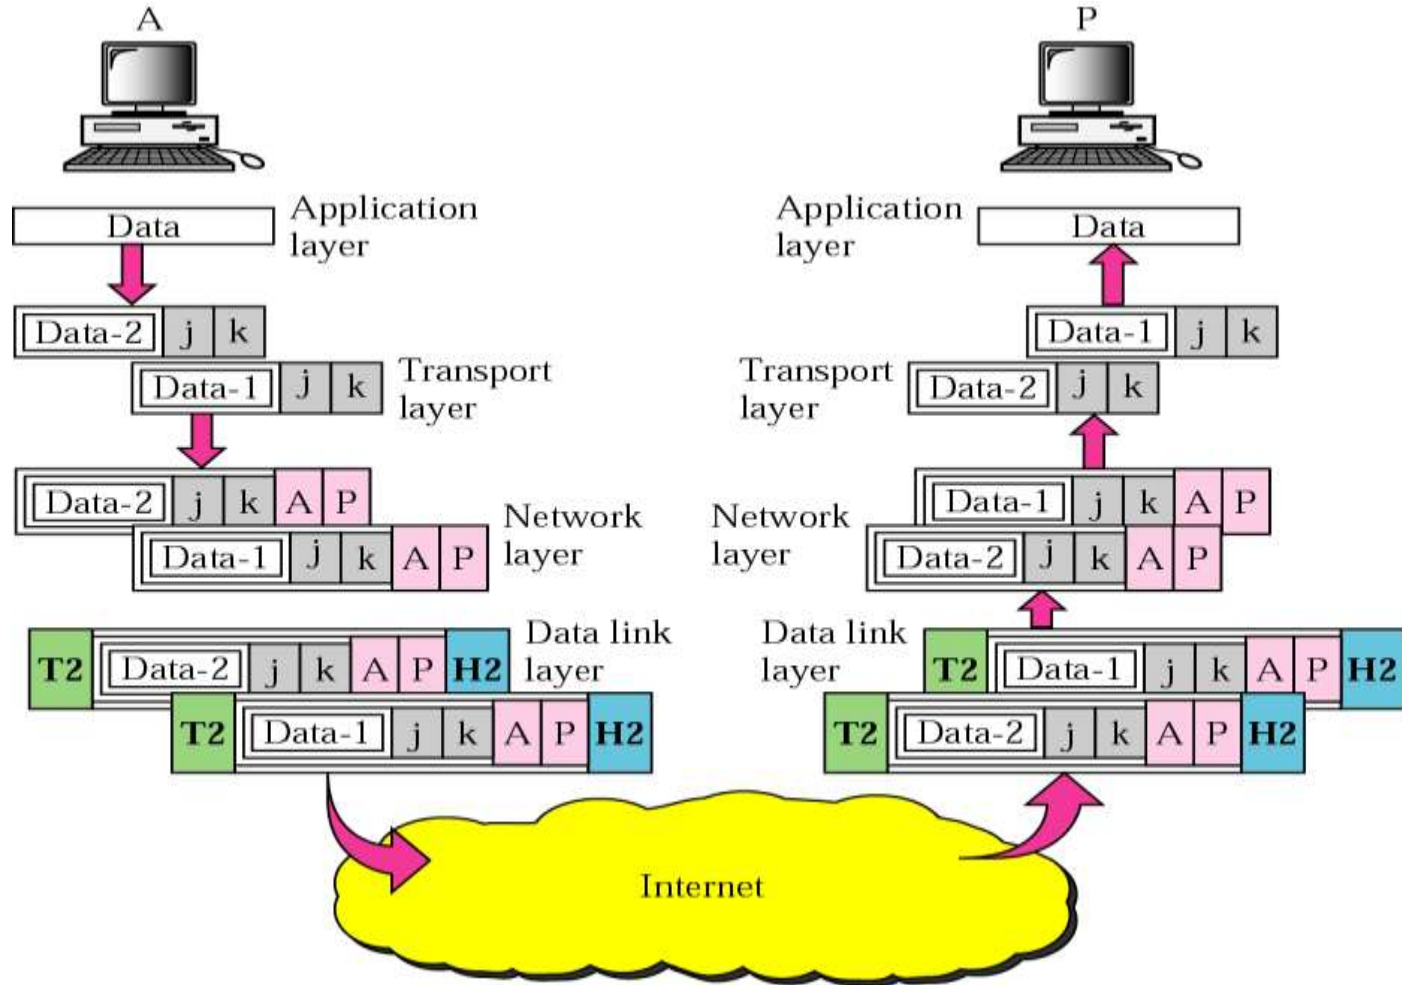 A
P
Data
Application
layer
Application
layer
Data
Data-2 j k
Data-1 j k
Transport
layer
Transport
layer
Data-1 j k
Data-2 j k
Data-2 j k A P
Data-1 j k A P
Network
layer
Network
layer
Data-1 j k A P
Data-2 j k A P
T2 Data-2 j k A P H2
T2 Data-1 j k A P H2
Data link
layer
Data link
layer
T2 Data-1 j k A P H2
T2 Data-2 j k A P H2
Internet